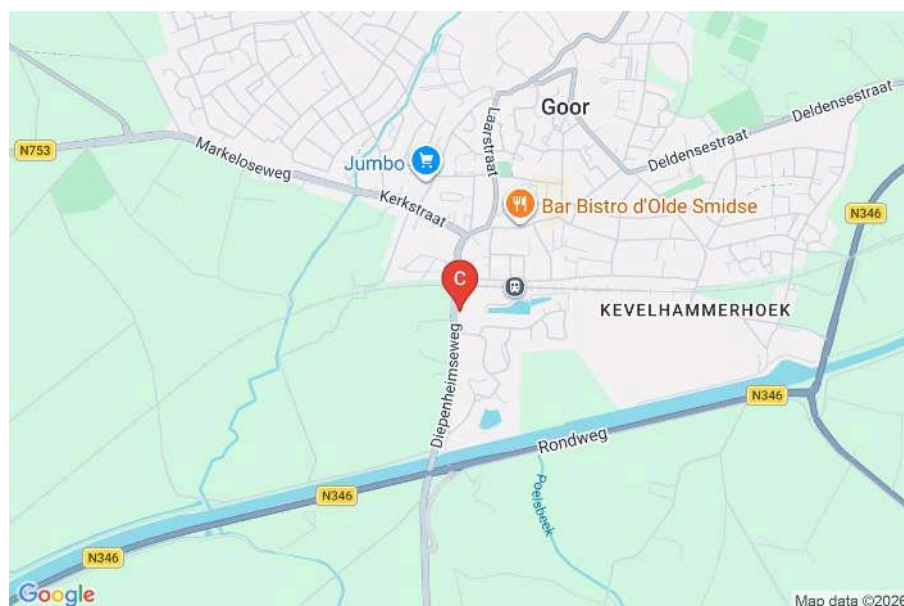 Goor
Deldensestraat
Deldensestraat
Laarstraat
N753
Markeloseweg
Jumbo
Kerkstraat
Bar Bistro d'Olde Smidse
N346
C
KEVELHAMMERHOEK
Diepenheimseweg
N346
Rondweg
N346
Poelsbeek
N346
Google
Map data ©2026